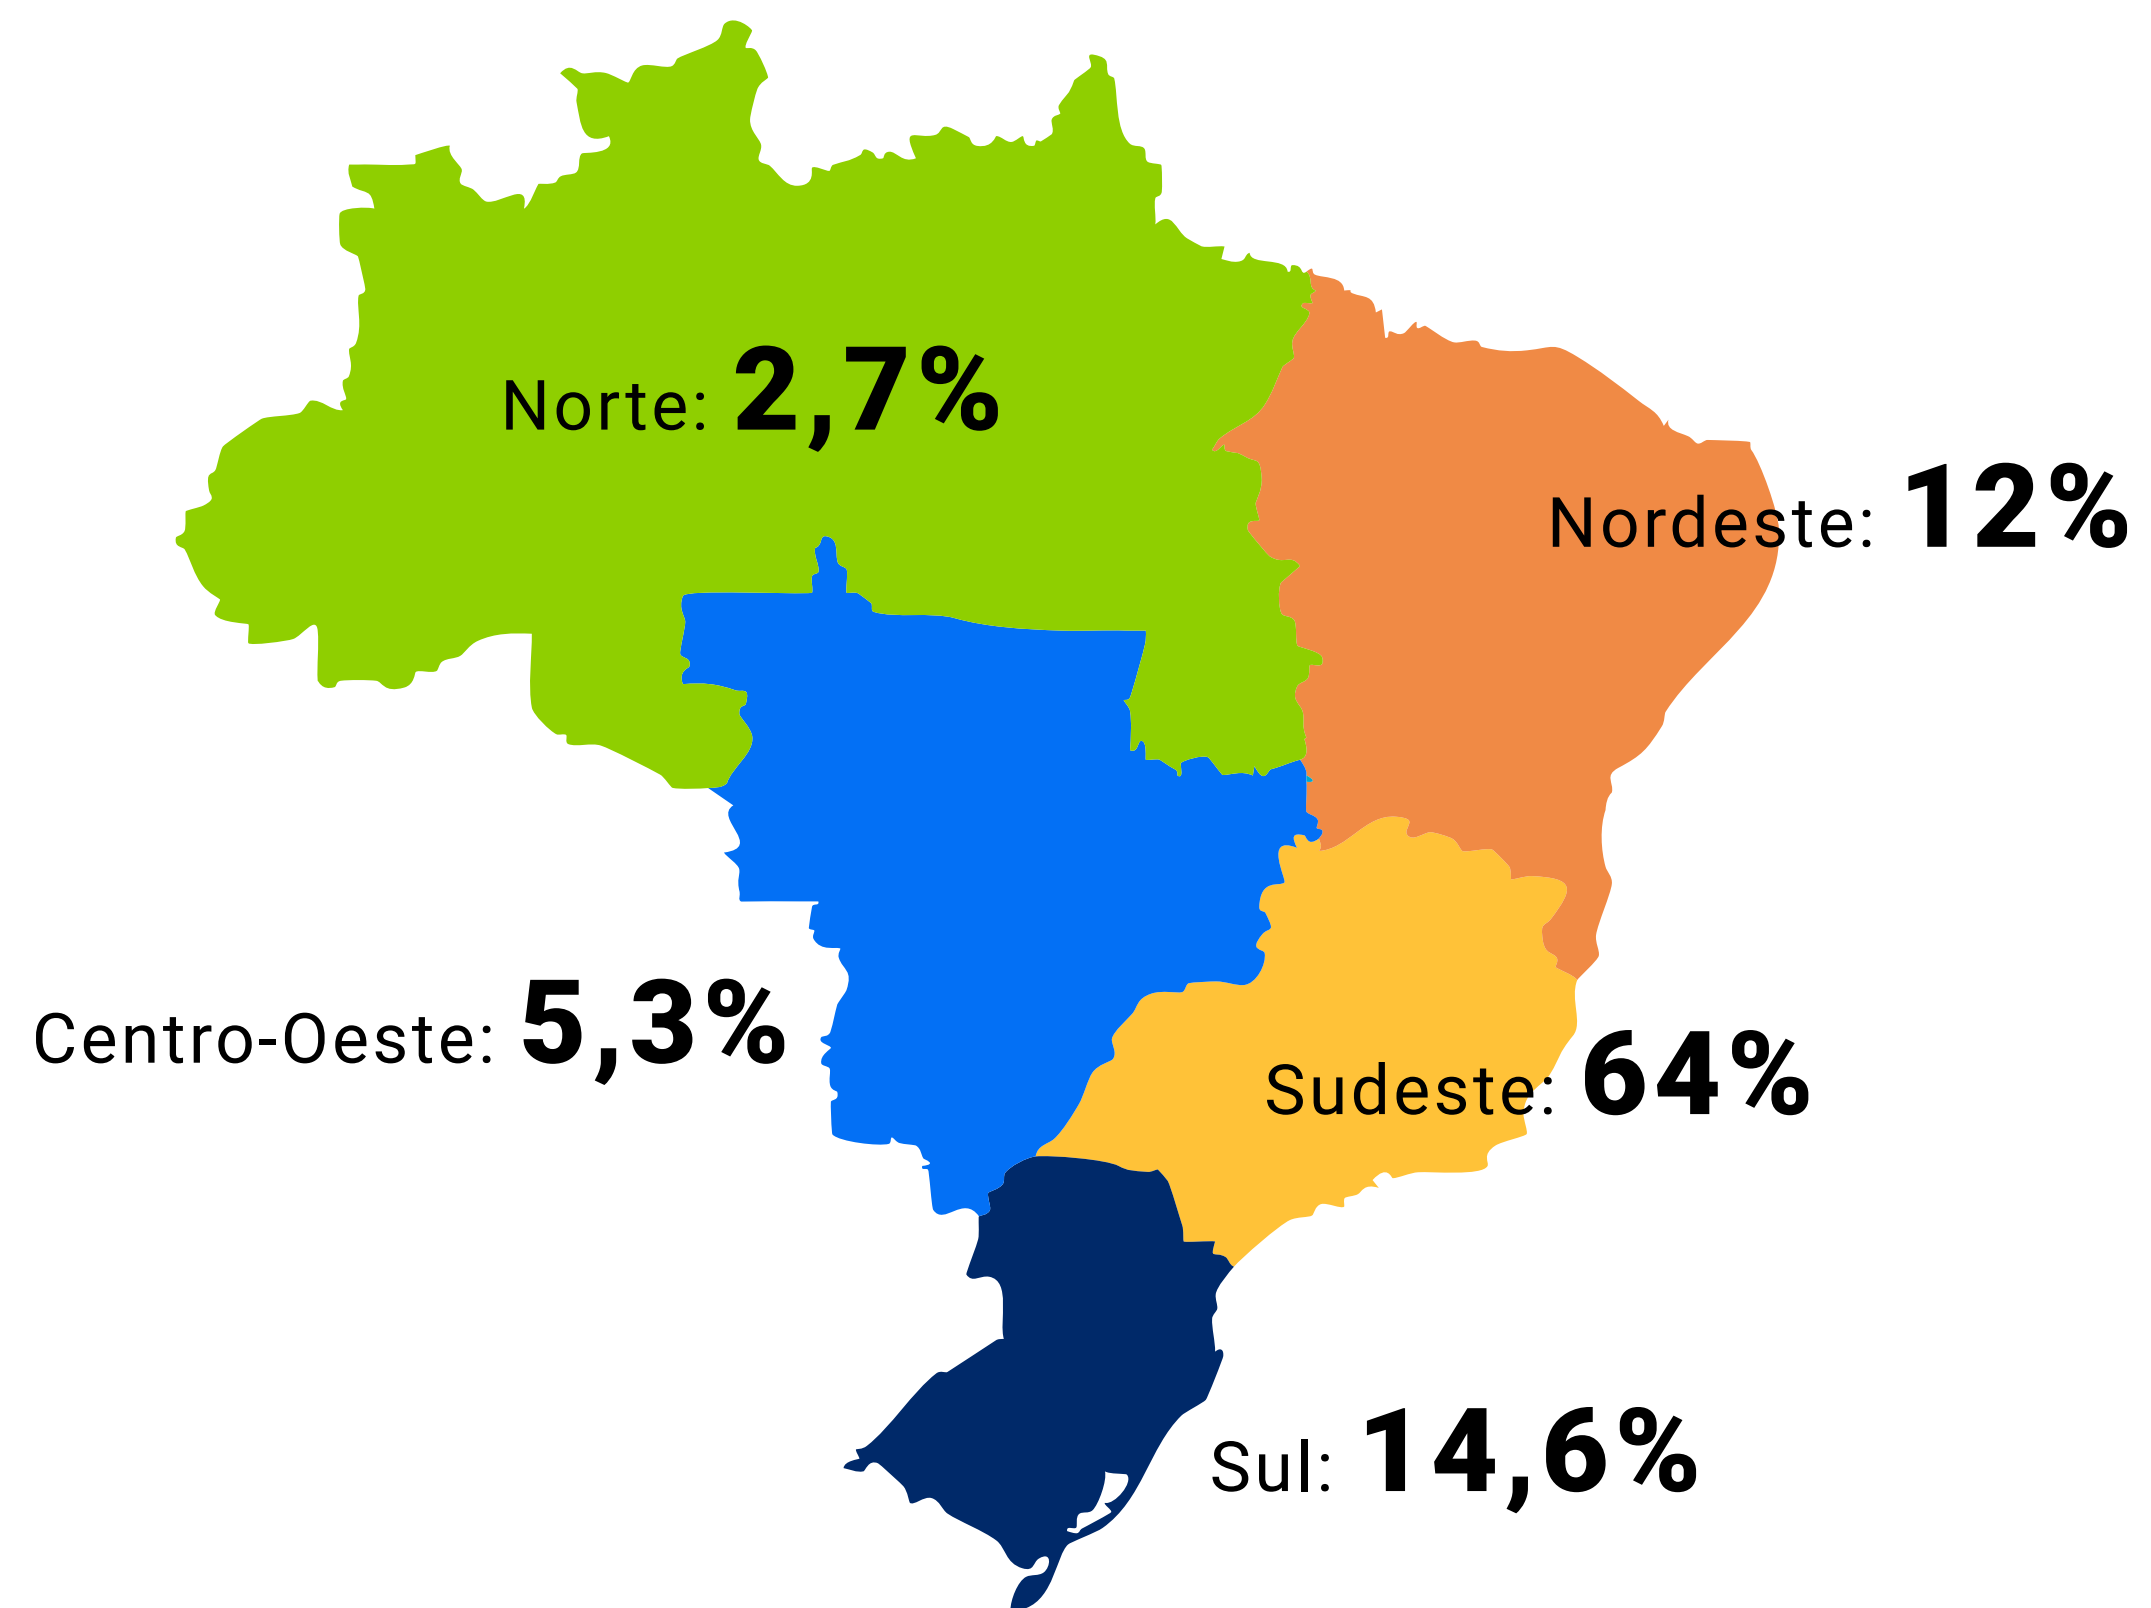 Norte: 2,7%
Nordeste: 12%
Centro-Oeste: 5,3%
Sudeste: 64%
Sul: 14,6%